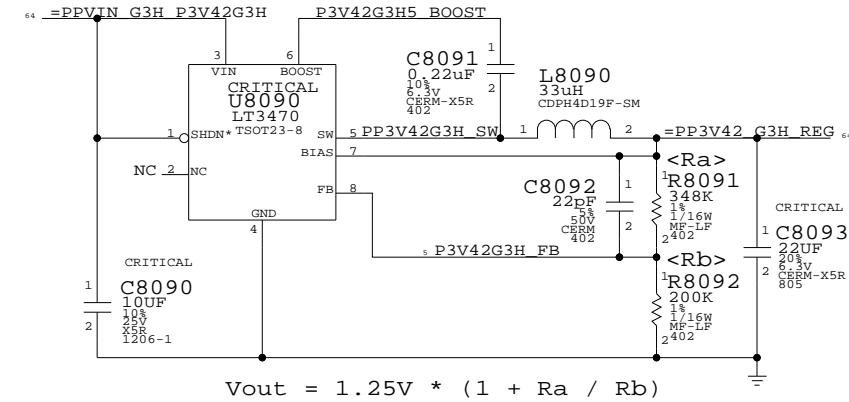 64 =PPVIN_G3H_P3V42G3H
P3V42G3H5_BOOST
3
6
VIN
BOOST
CRITICAL
U8090
LT3470
TSOT23-8
1
SHDN*
NC 2 NC
SW 5 PP3V42G3H_SW
BIAS 7
FB 8
GND
4
C8091
0.22uF
10%
6.3V
CERM-X5R
402
1
2
L8090
33uH
CDPH4D19F-SM
1
2
=PP3V42_G3H_REG 64
<Ra>
1
R8091
348K
1%
1/16W
MF-LF
2 402
C8092
22pF
5%
50V
CERM
402
1
2
5 P3V42G3H_FB
<Rb>
1
R8092
200K
1%
1/16W
MF-LF
2 402
CRITICAL
1
C8093
22UF
20%
6.3V
CERM-X5R
805
2
CRITICAL
1
C8090
10UF
10%
25V
X5R
1206-1
2
Vout = 1.25V * (1 + Ra / Rb)